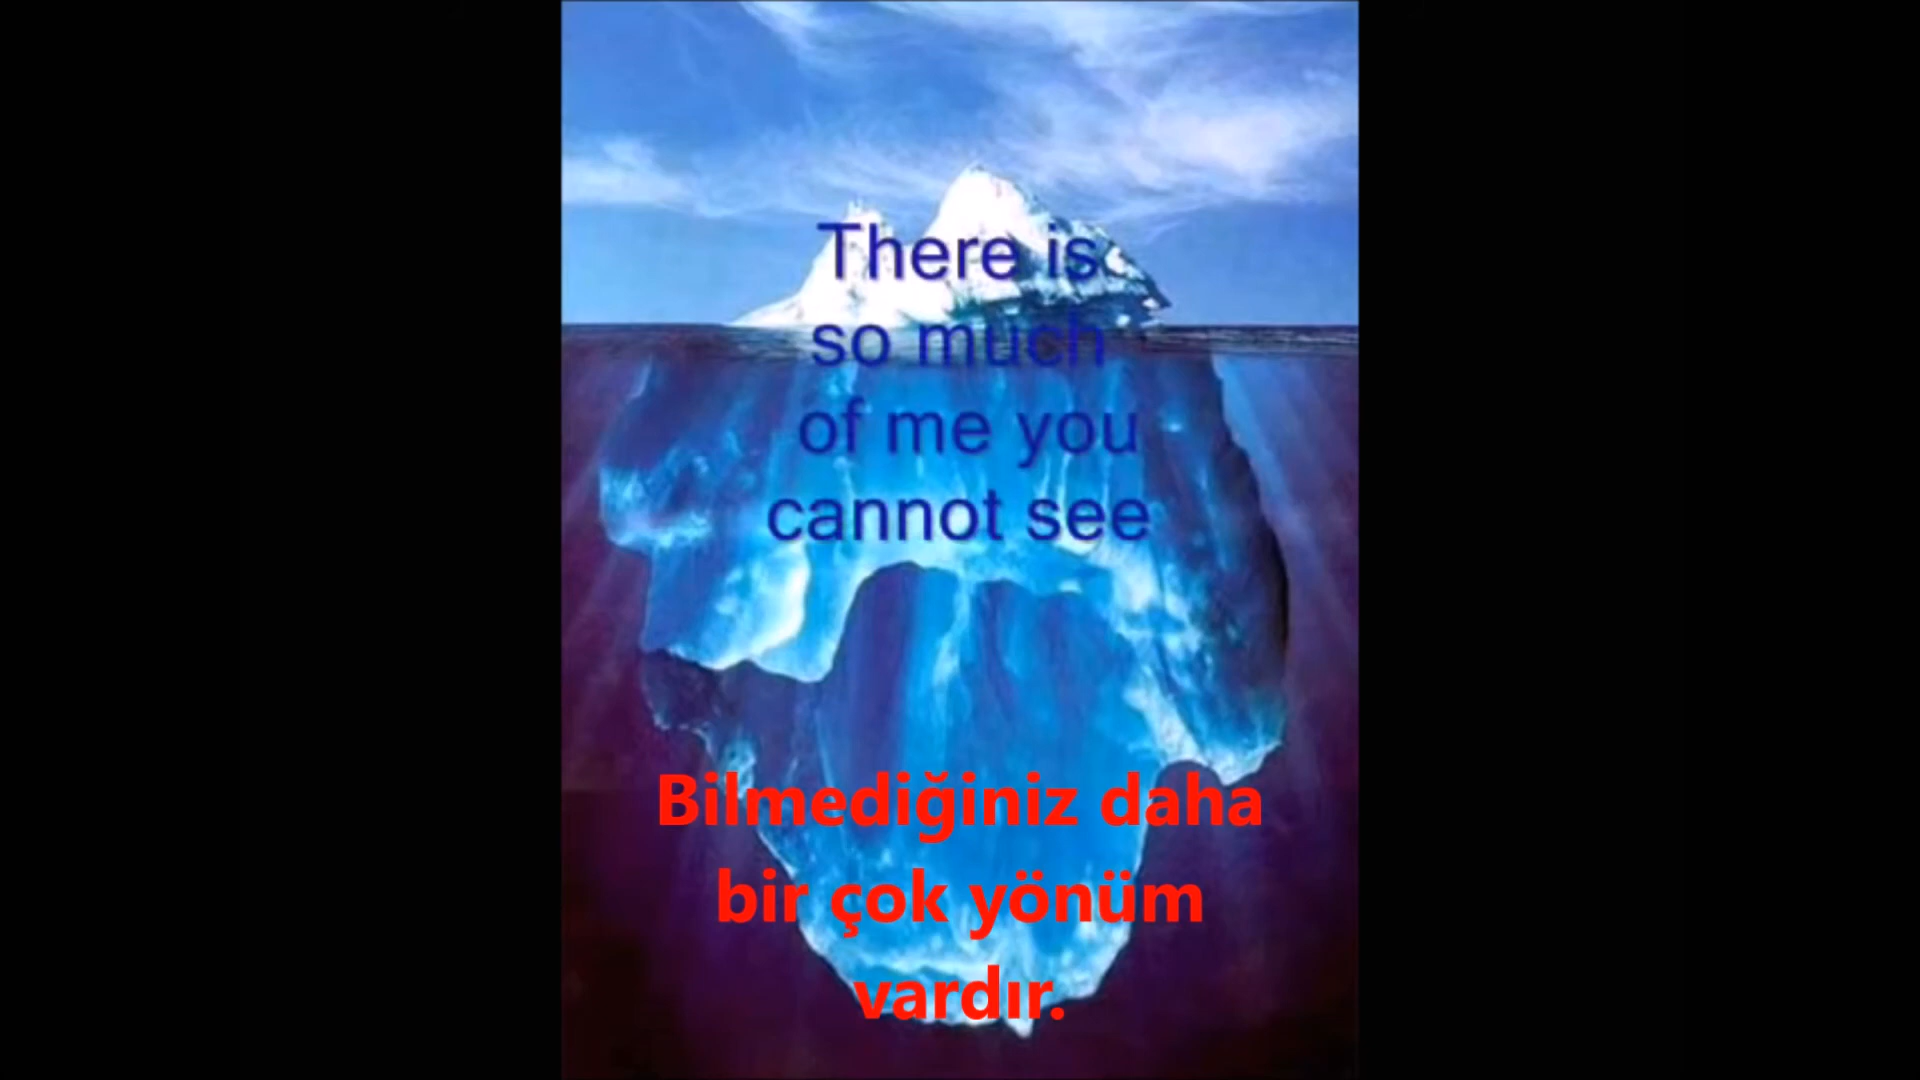 There is
so much
of me you
cannot see
Bilmediğiniz daha
bir çok yönüm
vardır.